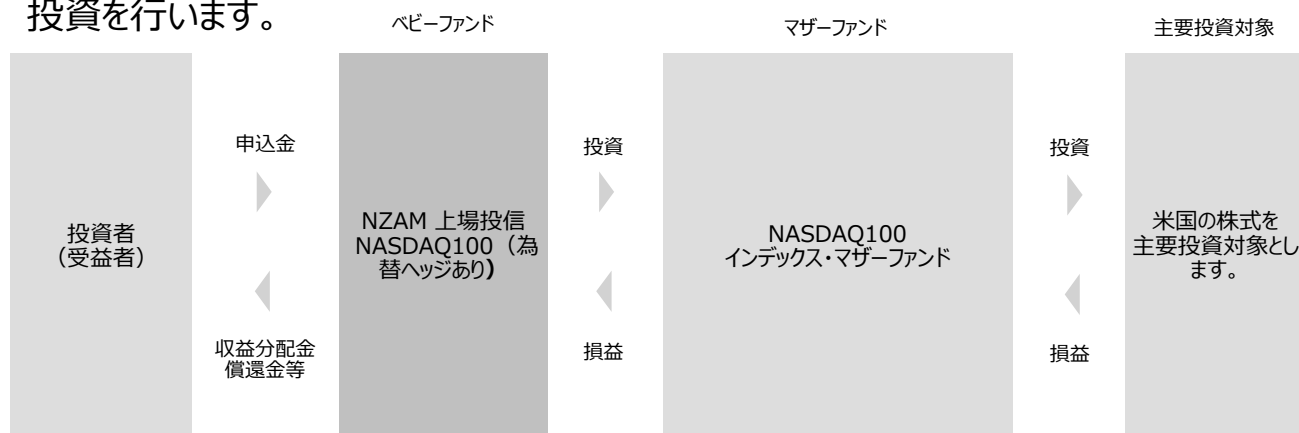 投資を行います。
ベビーファンド
マザーファンド
主要投資対象
投資者
（受益者）
申込金
収益分配金
償還金等
NZAM 上場投信
NASDAQ100（為
替ヘッジあり）
投資
損益
NASDAQ100
インデックス・マザーファンド
投資
損益
米国の株式を
主要投資対象とし
ます。